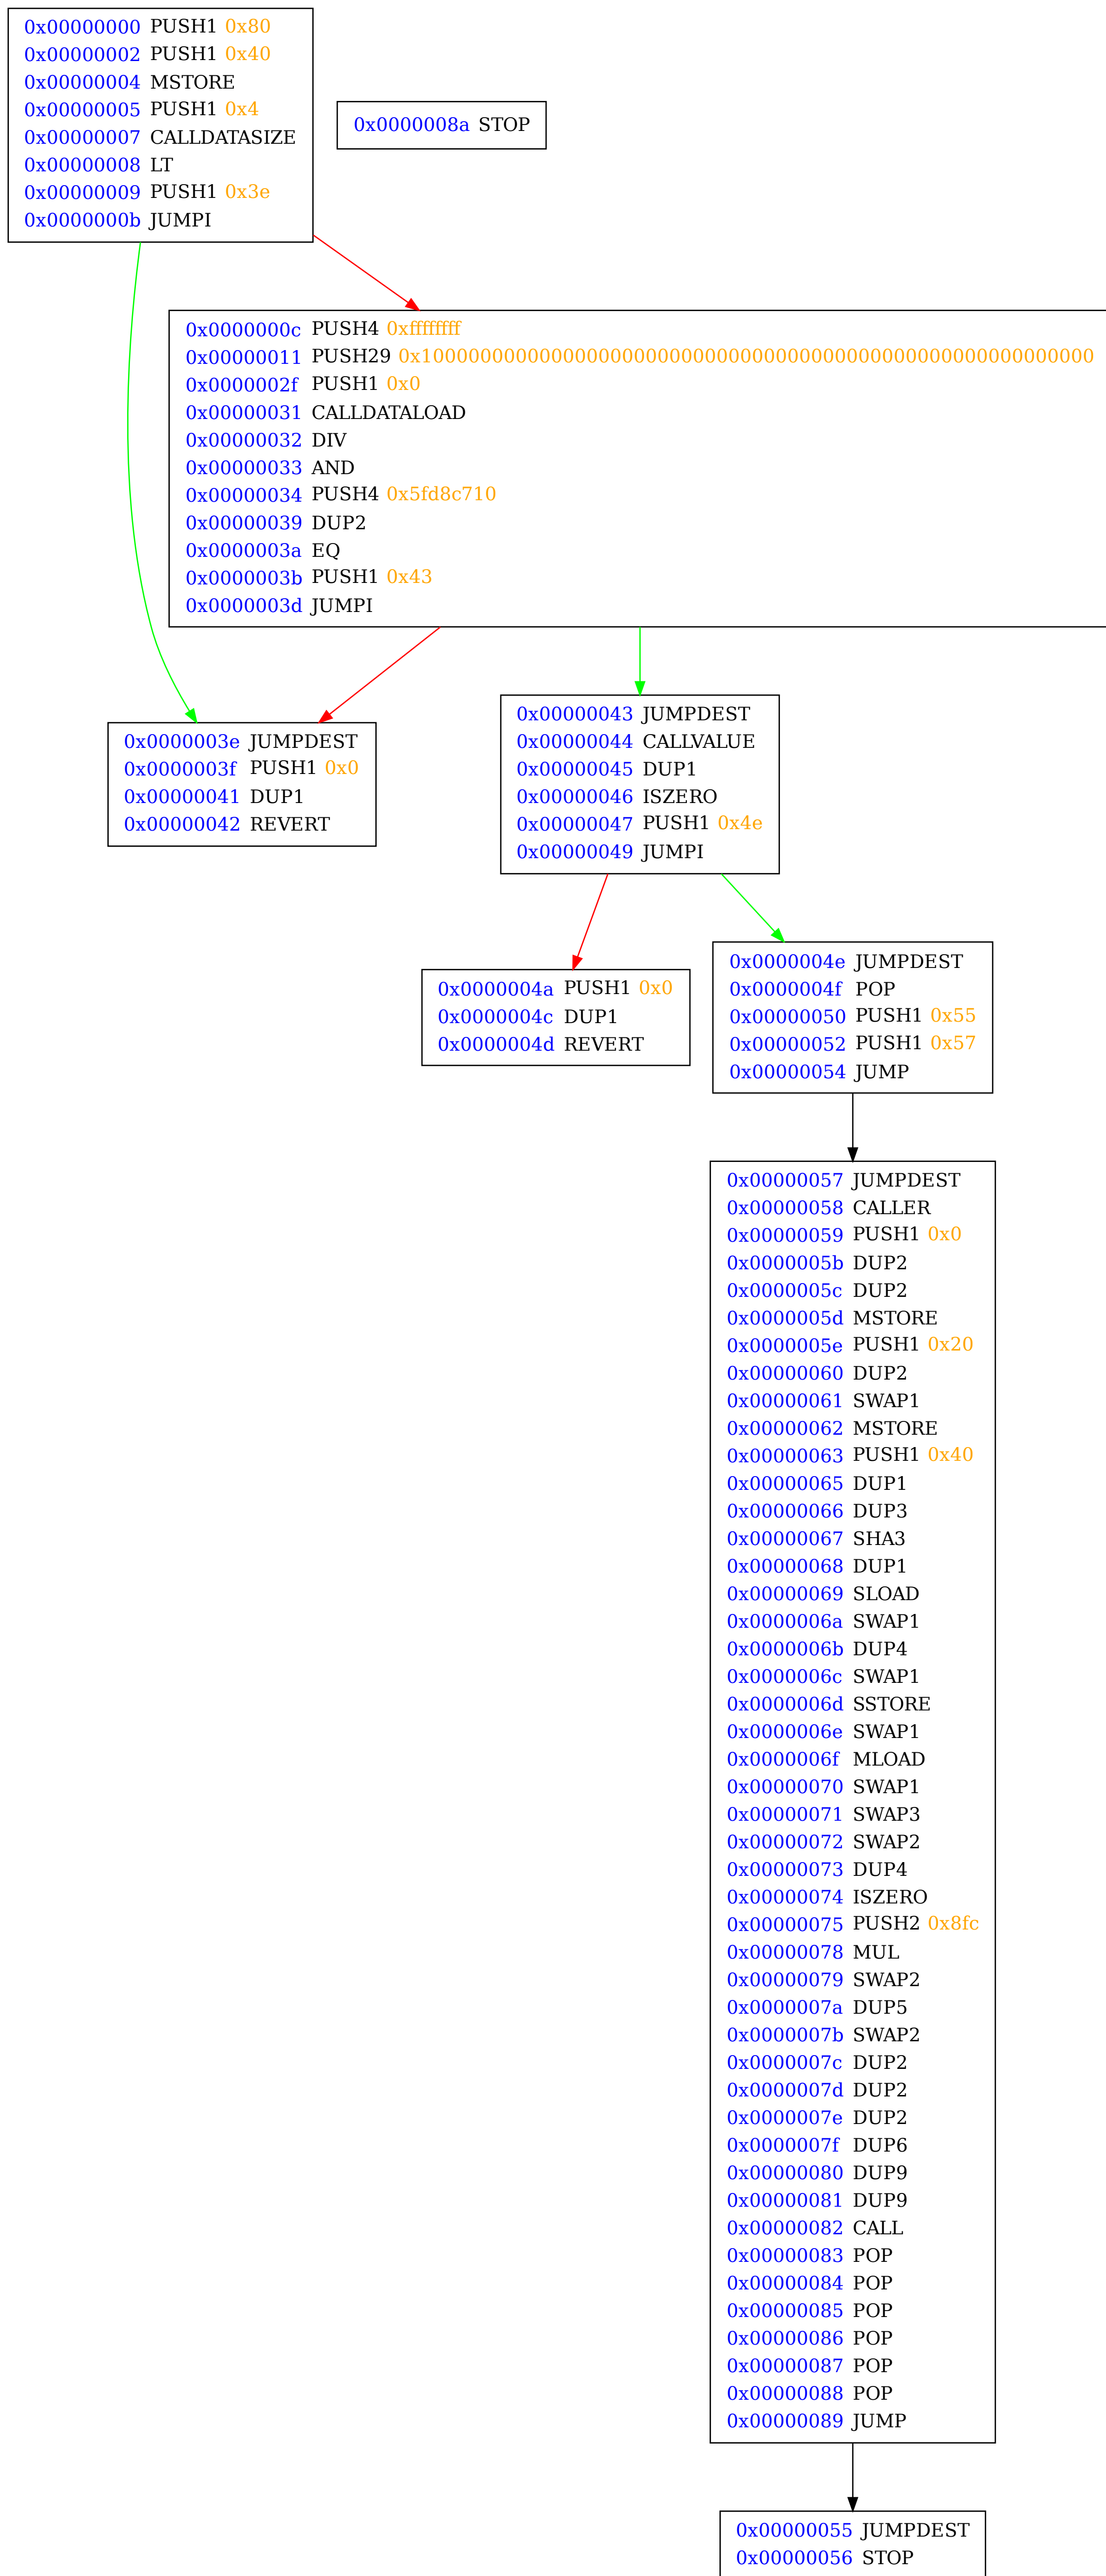 0x00000000 PUSH1 0x80
0x00000002 PUSH1 0x40
0x00000004 MSTORE
0x00000005 PUSH1 0x4
0x00000007 CALLDATASIZE
0x00000008 LT
0x00000009 PUSH1 0x3e
0x0000000b JUMPI
0x0000008a STOP
0x0000000c PUSH4 0xffffffff
0x00000011 PUSH29 0x100000000000000000000000000000000000000000000000000000000
0x0000002f PUSH1 0x0
0x00000031 CALLDATALOAD
0x00000032 DIV
0x00000033 AND
0x00000034 PUSH4 0x5fd8c710
0x00000039 DUP2
0x0000003a EQ
0x0000003b PUSH1 0x43
0x0000003d JUMPI
0x0000003e JUMPDEST
0x0000003f PUSH1 0x0
0x00000041 DUP1
0x00000042 REVERT
0x00000043 JUMPDEST
0x00000044 CALLVALUE
0x00000045 DUP1
0x00000046 ISZERO
0x00000047 PUSH1 0x4e
0x00000049 JUMPI
0x0000004a PUSH1 0x0
0x0000004c DUP1
0x0000004d REVERT
0x0000004e JUMPDEST
0x0000004f POP
0x00000050 PUSH1 0x55
0x00000052 PUSH1 0x57
0x00000054 JUMP
0x00000057 JUMPDEST
0x00000058 CALLER
0x00000059 PUSH1 0x0
0x0000005b DUP2
0x0000005c DUP2
0x0000005d MSTORE
0x0000005e PUSH1 0x20
0x00000060 DUP2
0x00000061 SWAP1
0x00000062 MSTORE
0x00000063 PUSH1 0x40
0x00000065 DUP1
0x00000066 DUP3
0x00000067 SHA3
0x00000068 DUP1
0x00000069 SLOAD
0x0000006a SWAP1
0x0000006b DUP4
0x0000006c SWAP1
0x0000006d SSTORE
0x0000006e SWAP1
0x0000006f MLOAD
0x00000070 SWAP1
0x00000071 SWAP3
0x00000072 SWAP2
0x00000073 DUP4
0x00000074 ISZERO
0x00000075 PUSH2 0x8fc
0x00000078 MUL
0x00000079 SWAP2
0x0000007a DUP5
0x0000007b SWAP2
0x0000007c DUP2
0x0000007d DUP2
0x0000007e DUP2
0x0000007f DUP6
0x00000080 DUP9
0x00000081 DUP9
0x00000082 CALL
0x00000083 POP
0x00000084 POP
0x00000085 POP
0x00000086 POP
0x00000087 POP
0x00000088 POP
0x00000089 JUMP
0x00000055 JUMPDEST
0x00000056 STOP